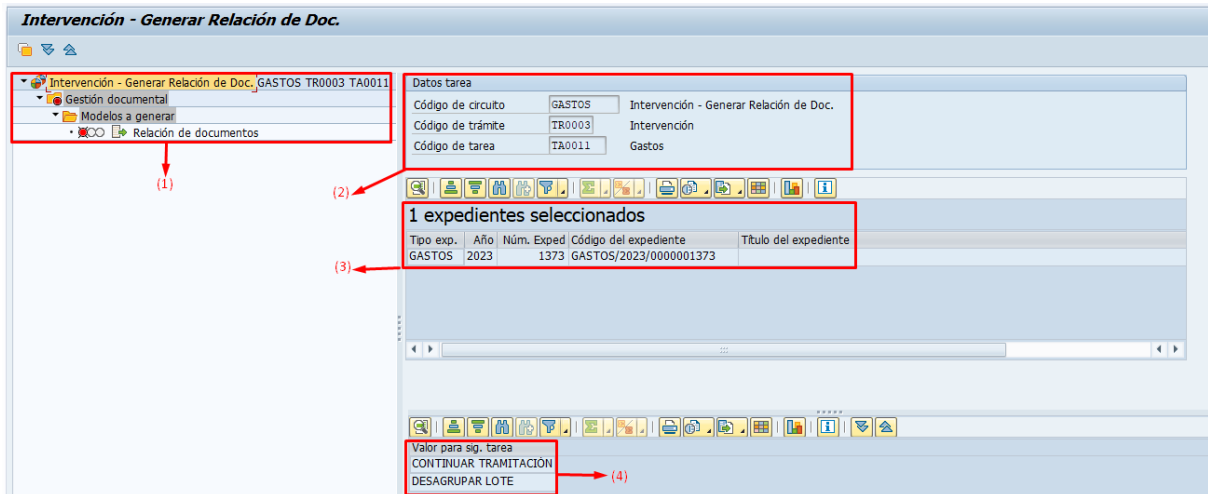 Intervención - Generar Relación de Doc.
Intervención - Generar Relación de Doc. GASTOS TR0003 TA0011
Gestión documental
Modelos a generar
Relación de documentos
(1)
Datos tarea
Código de circuito GASTOS Intervención - Generar Relación de Doc.
Código de trámite TR0003 Intervención
Código de tarea TA0011 Gastos
(2)
1 expedientes seleccionados
Tipo exp. Año Núm. Exped Código del expediente Título del expediente
GASTOS 2023 1373 GASTOS/2023/0000001373
(3)
Valor para sig. tarea
CONTINUAR TRAMITACIÓN
DESAGRUPAR LOTE
(4)